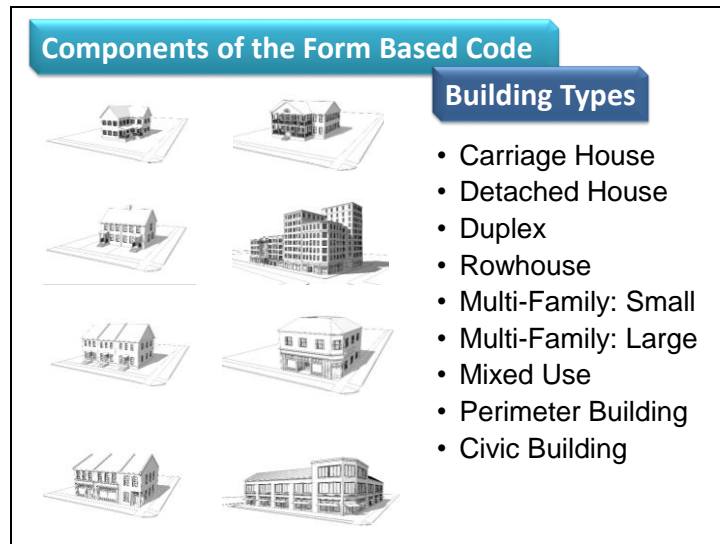 Components of the Form Based Code
Building Types
• Carriage House
• Detached House
• Duplex
• Rowhouse
• Multi-Family: Small
• Multi-Family: Large
• Mixed Use
• Perimeter Building
• Civic Building